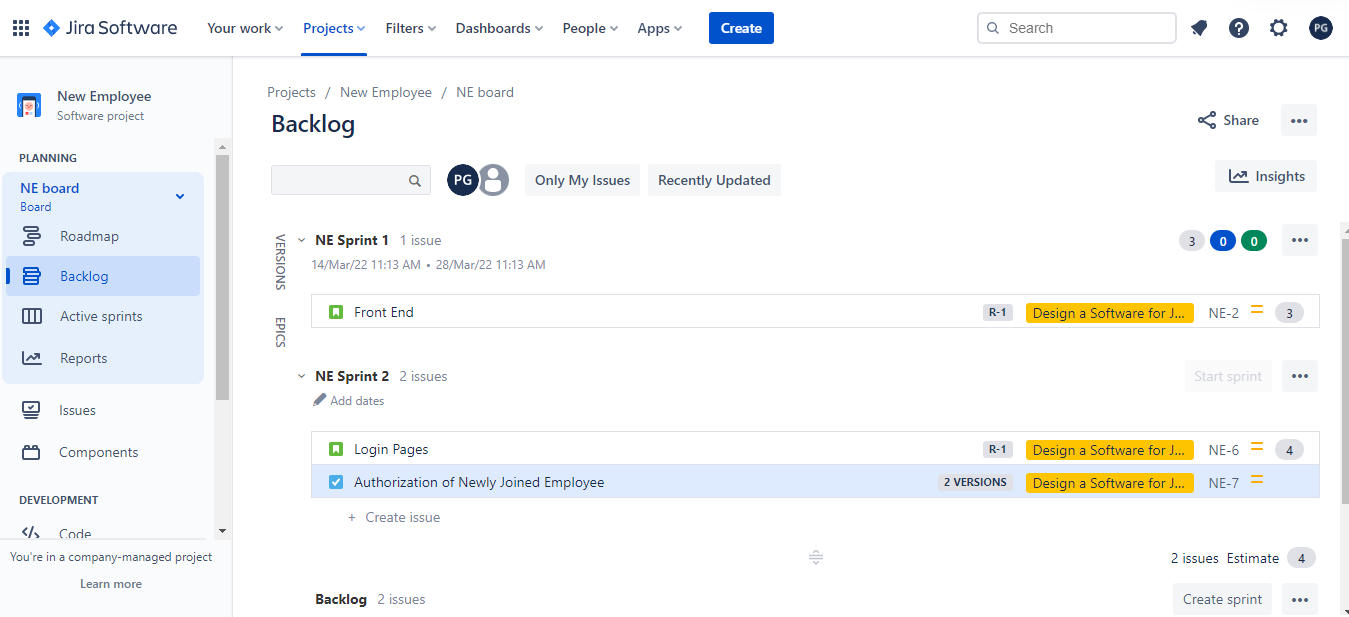 Jira Software Your work Projects Filters Dashboards People Apps Create Search PG
New Employee
Software project
PLANNING
NE board
Board
Roadmap
Backlog
Active sprints
Reports
Issues
Components
DEVELOPMENT
Code
You're in a company-managed project
Learn more
Projects / New Employee / NE board
Backlog
Share
PG Only My Issues Recently Updated
Insights
VERSIONS
EPICS
NE Sprint 1 1 issue 3 0 0
14/Mar/22 11:13 AM • 28/Mar/22 11:13 AM
Front End R-1 Design a Software for J... NE-2 3
NE Sprint 2 2 issues Start sprint
Add dates
Login Pages R-1 Design a Software for J... NE-6 4
Authorization of Newly Joined Employee 2 VERSIONS Design a Software for J... NE-7
+ Create issue
2 issues Estimate 4
Backlog 2 issues Create sprint